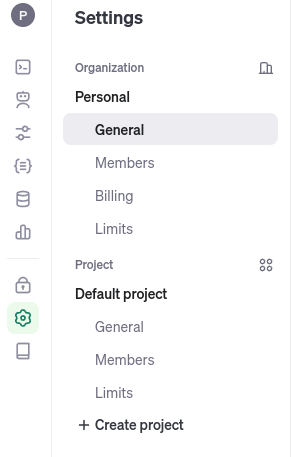 P
Settings
Organization
Personal
General
Members
Billing
Limits
Project
Default project
General
Members
Limits
+ Create project